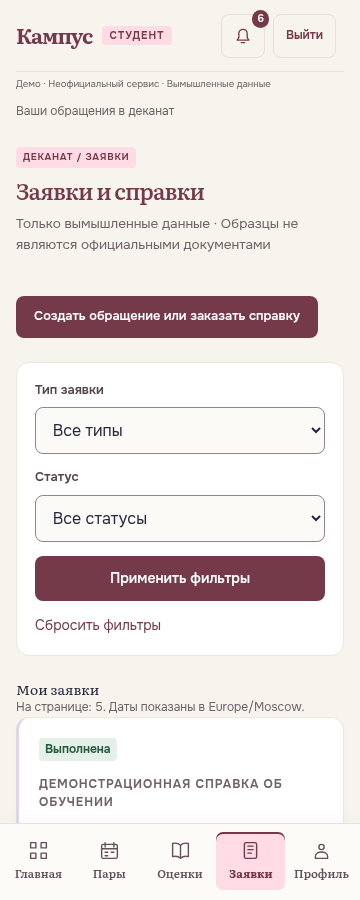 Кампус СТУДЕНТ 6 Выйти
Демо · Неофициальный сервис · Вымышленные данные
Ваши обращения в деканат
ДЕКАНАТ / ЗАЯВКИ
Заявки и справки
Только вымышленные данные · Образцы не
являются официальными документами
Создать обращение или заказать справку
Тип заявки
Все типы
Статус
Все статусы
Применить фильтры
Сбросить фильтры
Мои заявки
На странице: 5. Даты показаны в Europe/Moscow.
Выполнена
ДЕМОНСТРАЦИОННАЯ СПРАВКА ОБ
ОБУЧЕНИИ
Главная Пары Оценки Заявки Профиль